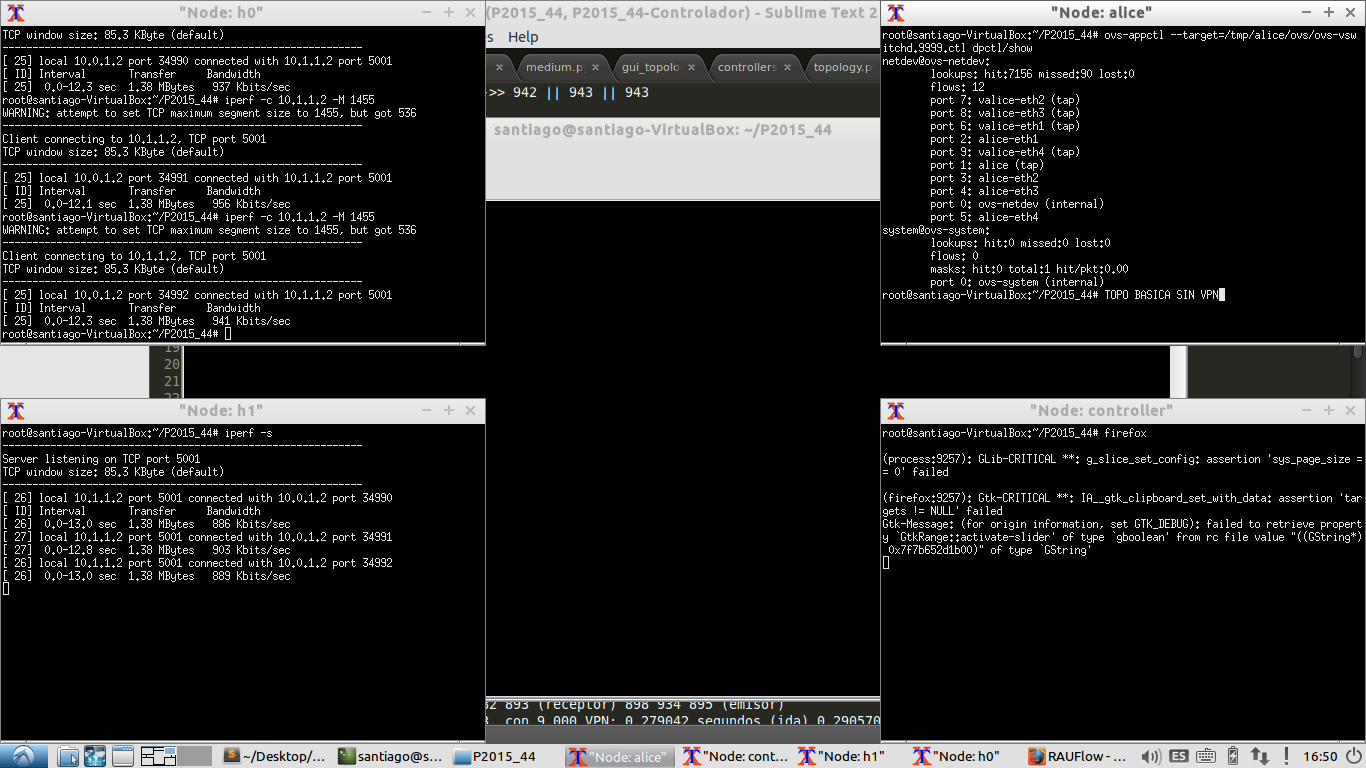 "Node: h0"
TCP window size: 85.3 KByte (default)
------------------------------------------------------------
[ 25] local 10.0.1.2 port 34990 connected with 10.1.1.2 port 5001
[ ID] Interval       Transfer     Bandwidth
[ 25]  0.0-12.3 sec  1.38 MBytes   937 Kbits/sec
root@santiago-VirtualBox:~/P2015_44# iperf -c 10.1.1.2 -M 1455
WARNING: attempt to set TCP maximum segment size to 1455, but got 536
------------------------------------------------------------
Client connecting to 10.1.1.2, TCP port 5001
TCP window size: 85.3 KByte (default)
------------------------------------------------------------
[ 25] local 10.0.1.2 port 34991 connected with 10.1.1.2 port 5001
[ ID] Interval       Transfer     Bandwidth
[ 25]  0.0-12.1 sec  1.38 MBytes   956 Kbits/sec
root@santiago-VirtualBox:~/P2015_44# iperf -c 10.1.1.2 -M 1455
WARNING: attempt to set TCP maximum segment size to 1455, but got 536
------------------------------------------------------------
Client connecting to 10.1.1.2, TCP port 5001
TCP window size: 85.3 KByte (default)
------------------------------------------------------------
[ 25] local 10.0.1.2 port 34992 connected with 10.1.1.2 port 5001
[ ID] Interval       Transfer     Bandwidth
[ 25]  0.0-12.3 sec  1.38 MBytes   941 Kbits/sec
root@santiago-VirtualBox:~/P2015_44#
(P2015_44, P2015_44-Controlador) - Sublime Text 2
Help
medium.p
gui_topolo
controllers
topology.p
>> 942 || 943 || 943
santiago@santiago-VirtualBox: ~/P2015_44
"Node: alice"
root@santiago-VirtualBox:~/P2015_44# ovs-appctl --target=/tmp/alice/ovs/ovs-vsw
itchd.9999.ctl dpctl/show
netdev@ovs-netdev:
lookups: hit:7156 missed:90 lost:0
flows: 12
port 7: valice-eth2 (tap)
port 8: valice-eth3 (tap)
port 6: valice-eth1 (tap)
port 2: alice-eth1
port 9: valice-eth4 (tap)
port 1: alice (tap)
port 3: alice-eth2
port 4: alice-eth3
port 0: ovs-netdev (internal)
port 5: alice-eth4
system@ovs-system:
lookups: hit:0 missed:0 lost:0
flows: 0
masks: hit:0 total:1 hit/pkt:0.00
port 0: ovs-system (internal)
root@santiago-VirtualBox:~/P2015_44# TOPO BASICA SIN VPN
19
20
21
"Node: h1"
root@santiago-VirtualBox:~/P2015_44# iperf -s
------------------------------------------------------------
Server listening on TCP port 5001
TCP window size: 85.3 KByte (default)
------------------------------------------------------------
[ 26] local 10.1.1.2 port 5001 connected with 10.0.1.2 port 34990
[ ID] Interval       Transfer     Bandwidth
[ 26]  0.0-13.0 sec  1.38 MBytes   886 Kbits/sec
[ 27] local 10.1.1.2 port 5001 connected with 10.0.1.2 port 34991
[ 27]  0.0-12.8 sec  1.38 MBytes   903 Kbits/sec
[ 26] local 10.1.1.2 port 5001 connected with 10.0.1.2 port 34992
[ 26]  0.0-13.0 sec  1.38 MBytes   889 Kbits/sec
"Node: controller"
root@santiago-VirtualBox:~/P2015_44# firefox
(process:9257): GLib-CRITICAL **: g_slice_set_config: assertion 'sys_page_size =
= 0' failed
(firefox:9257): Gtk-CRITICAL **: IA__gtk_clipboard_set_with_data: assertion 'tar
gets != NULL' failed
Gtk-Message: (for origin information, set GTK_DEBUG): failed to retrieve propert
y `GtkRange::activate-slider' of type `gboolean' from rc file value "((GString*)
 0x7f7b652d1b00)" of type `GString'
893 (receptor) 898 934 895 (emisor)
con 9.000 VPN: 0.279042 segundos (ida) 0.290570
~/Desktop/...
santiago@s...
P2015_44
"Node: alice"
"Node: cont...
"Node: h1"
"Node: h0"
RAUFlow - ...
ES
16:50